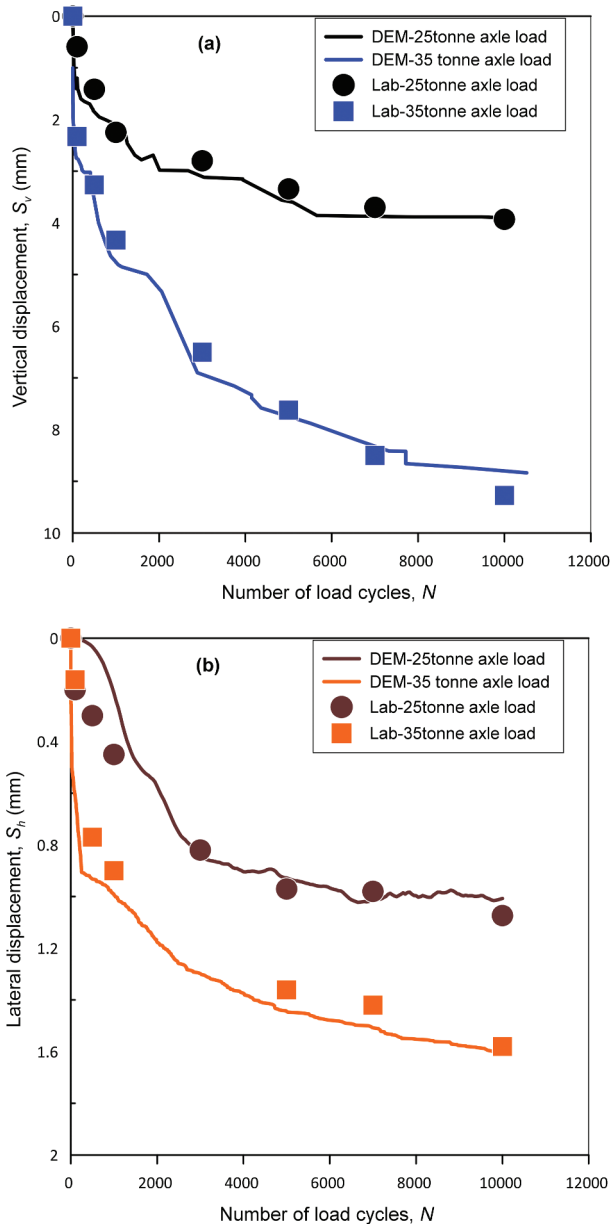 0
(a)
DEM-25tonne axle load
DEM-35 tonne axle load
Lab-25tonne axle load
Lab-35tonne axle load
2
4
6
8
10
Vertical displacement, Sv (mm)
0 2000 4000 6000 8000 10000 12000
Number of load cycles, N
0
(b)
DEM-25tonne axle load
DEM-35 tonne axle load
Lab-25tonne axle load
Lab-35tonne axle load
0.4
0.8
1.2
1.6
2
Lateral displacement, Sh (mm)
0 2000 4000 6000 8000 10000 12000
Number of load cycles, N